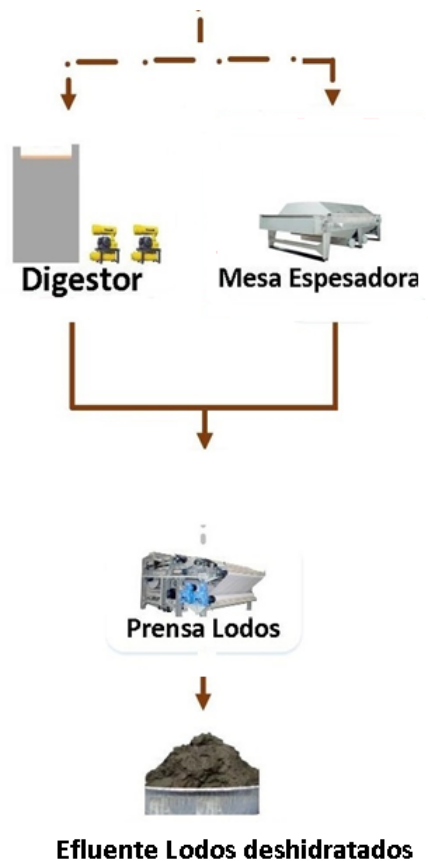 Digestor
Mesa Espesadora
Prensa Lodos
Efluente Lodos deshidratados